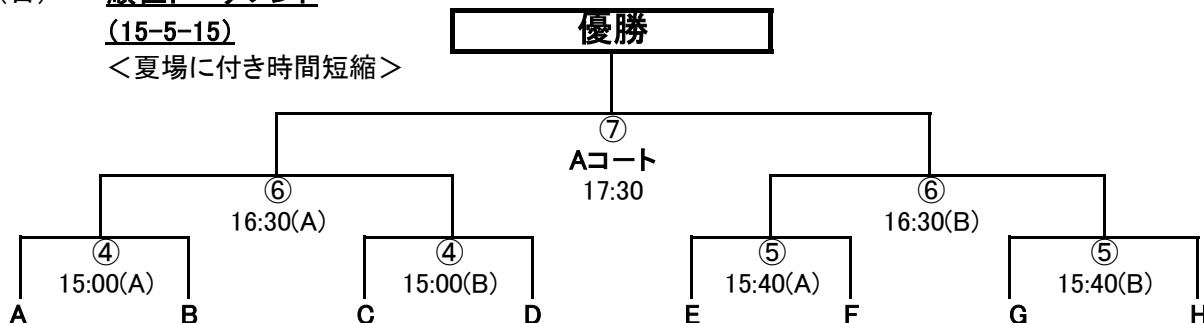 (15-5-15)
＜夏場に付き時間短縮＞
優勝
⑦
Aコート
17:30
⑥
16:30(A)
⑥
16:30(B)
④
15:00(A)
④
15:00(B)
⑤
15:40(A)
⑤
15:40(B)
A B C D E F G H